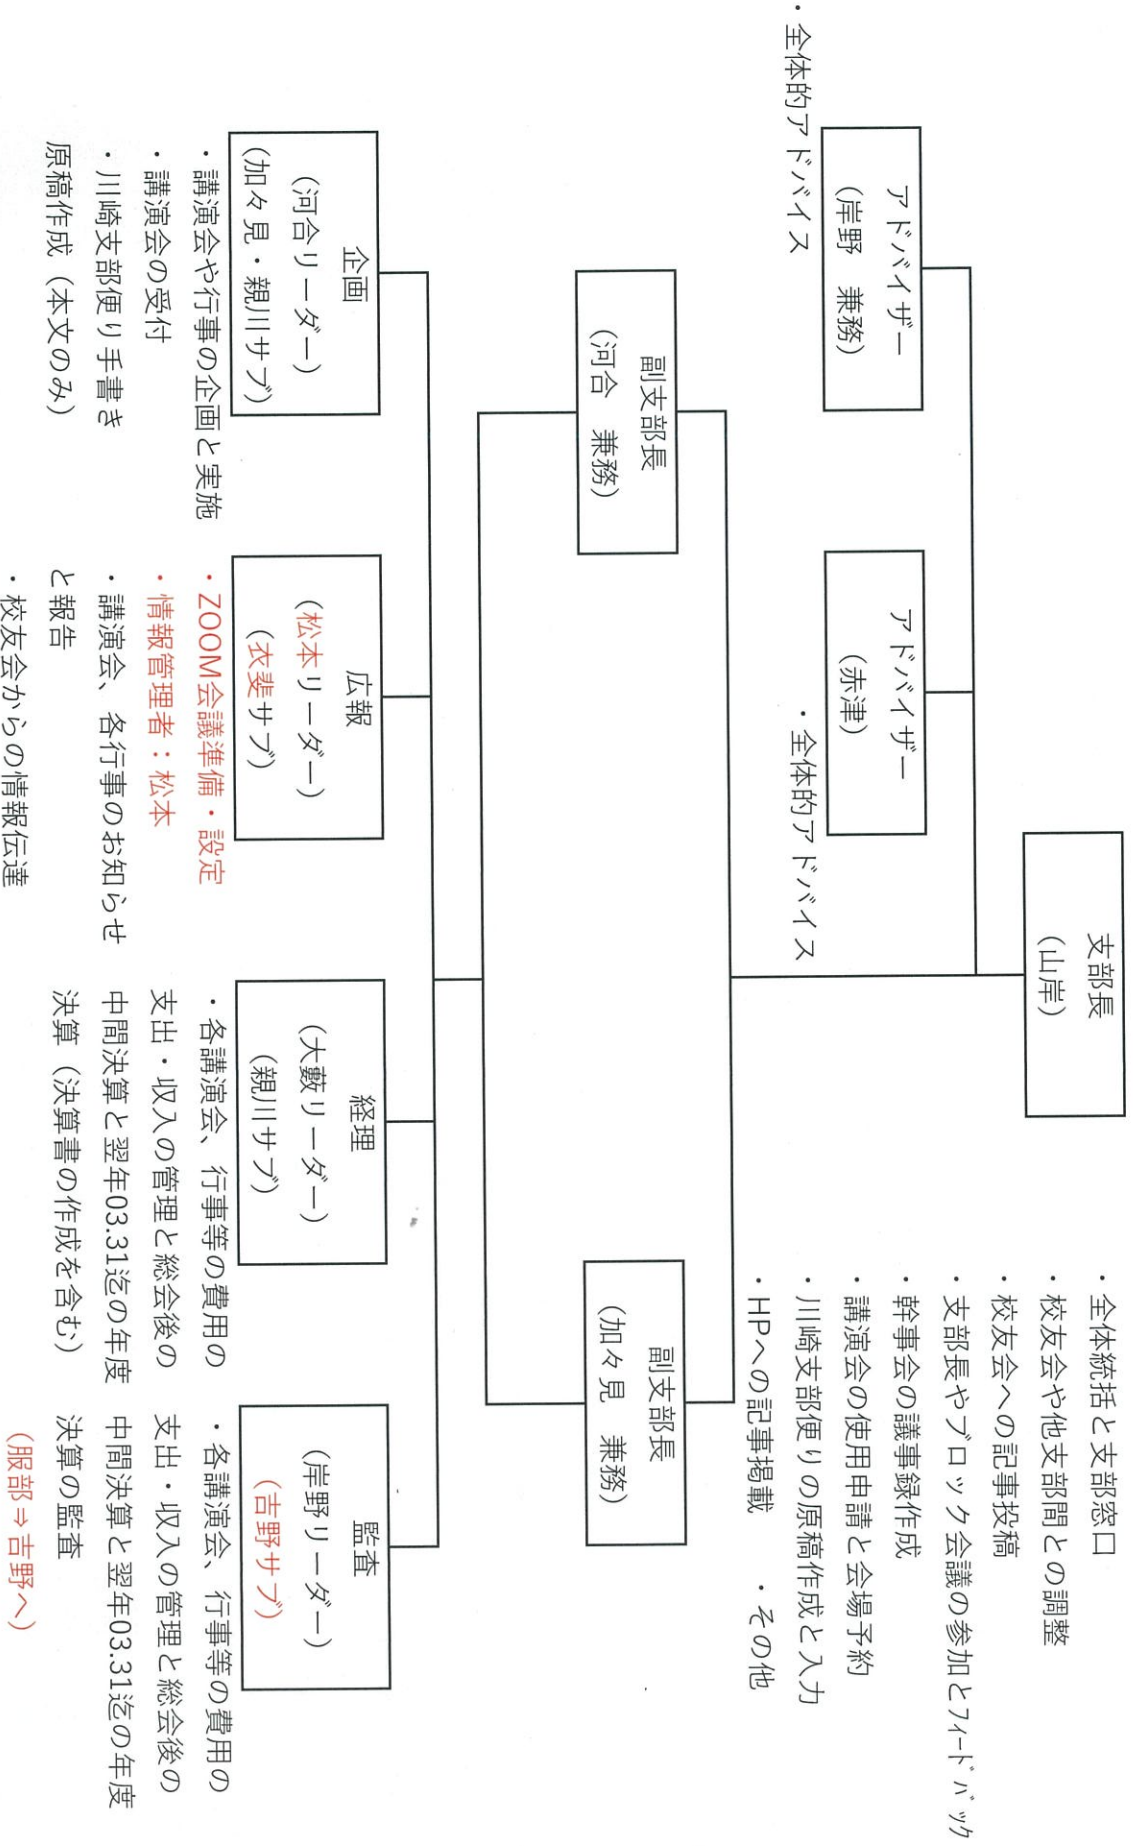 支部長
(山岸)
・全体統括と支部窓口
・校友会や他支部間との調整
・校友会への記事投稿
・支部長やブロック会議の参加とフィードバック
・幹事会の議事録作成
・講演会の使用申請と会場予約
・川崎支部便りの原稿作成と入力
・HPへの記事掲載　・その他
アドバイザー
(岸野　兼務)
・全体的アドバイス
アドバイザー
(赤津)
・全体的アドバイス
副支部長
(河合　兼務)
副支部長
(加々見　兼務)
企画
(河合リーダー)
(加々見・親川サブ)
・講演会や行事の企画と実施
・講演会の受付
・川崎支部便り手書き
原稿作成（本文のみ）
広報
(松本リーダー)
(衣斐サブ)
・ZOOM会議準備・設定
・情報管理者：松本
・講演会、各行事のお知らせ
と報告
・校友会からの情報伝達
経理
(大藪リーダー)
(親川サブ)
・各講演会、行事等の費用の
支出・収入の管理と総会後の
中間決算と翌年03.31迄の年度
決算（決算書の作成を含む）
監査
(岸野リーダー)
(吉野サブ)
・各講演会、行事等の費用の
支出・収入の管理と総会後の
中間決算と翌年03.31迄の年度
決算の監査
(服部⇒吉野へ)